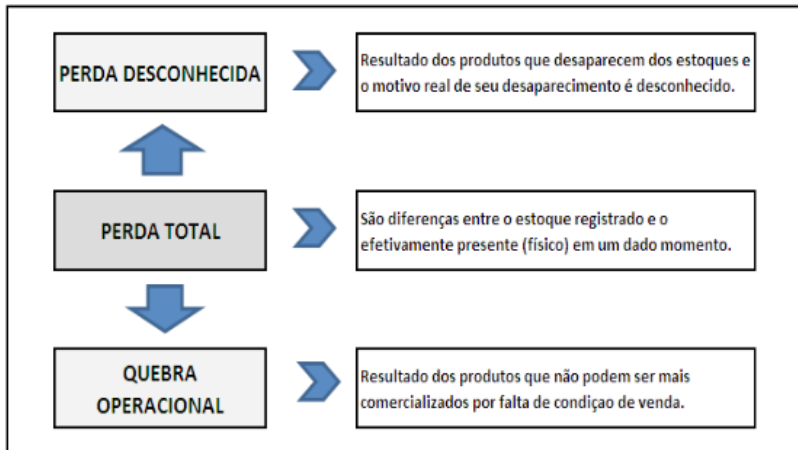 PERDA DESCONHECIDA
Resultado dos produtos que desaparecem dos estoques e
o motivo real de seu desaparecimento é desconhecido.
PERDA TOTAL
São diferenças entre o estoque registrado e o
efetivamente presente (físico) em um dado momento.
QUEBRA
OPERACIONAL
Resultado dos produtos que não podem ser mais
comercializados por falta de condiçao de venda.